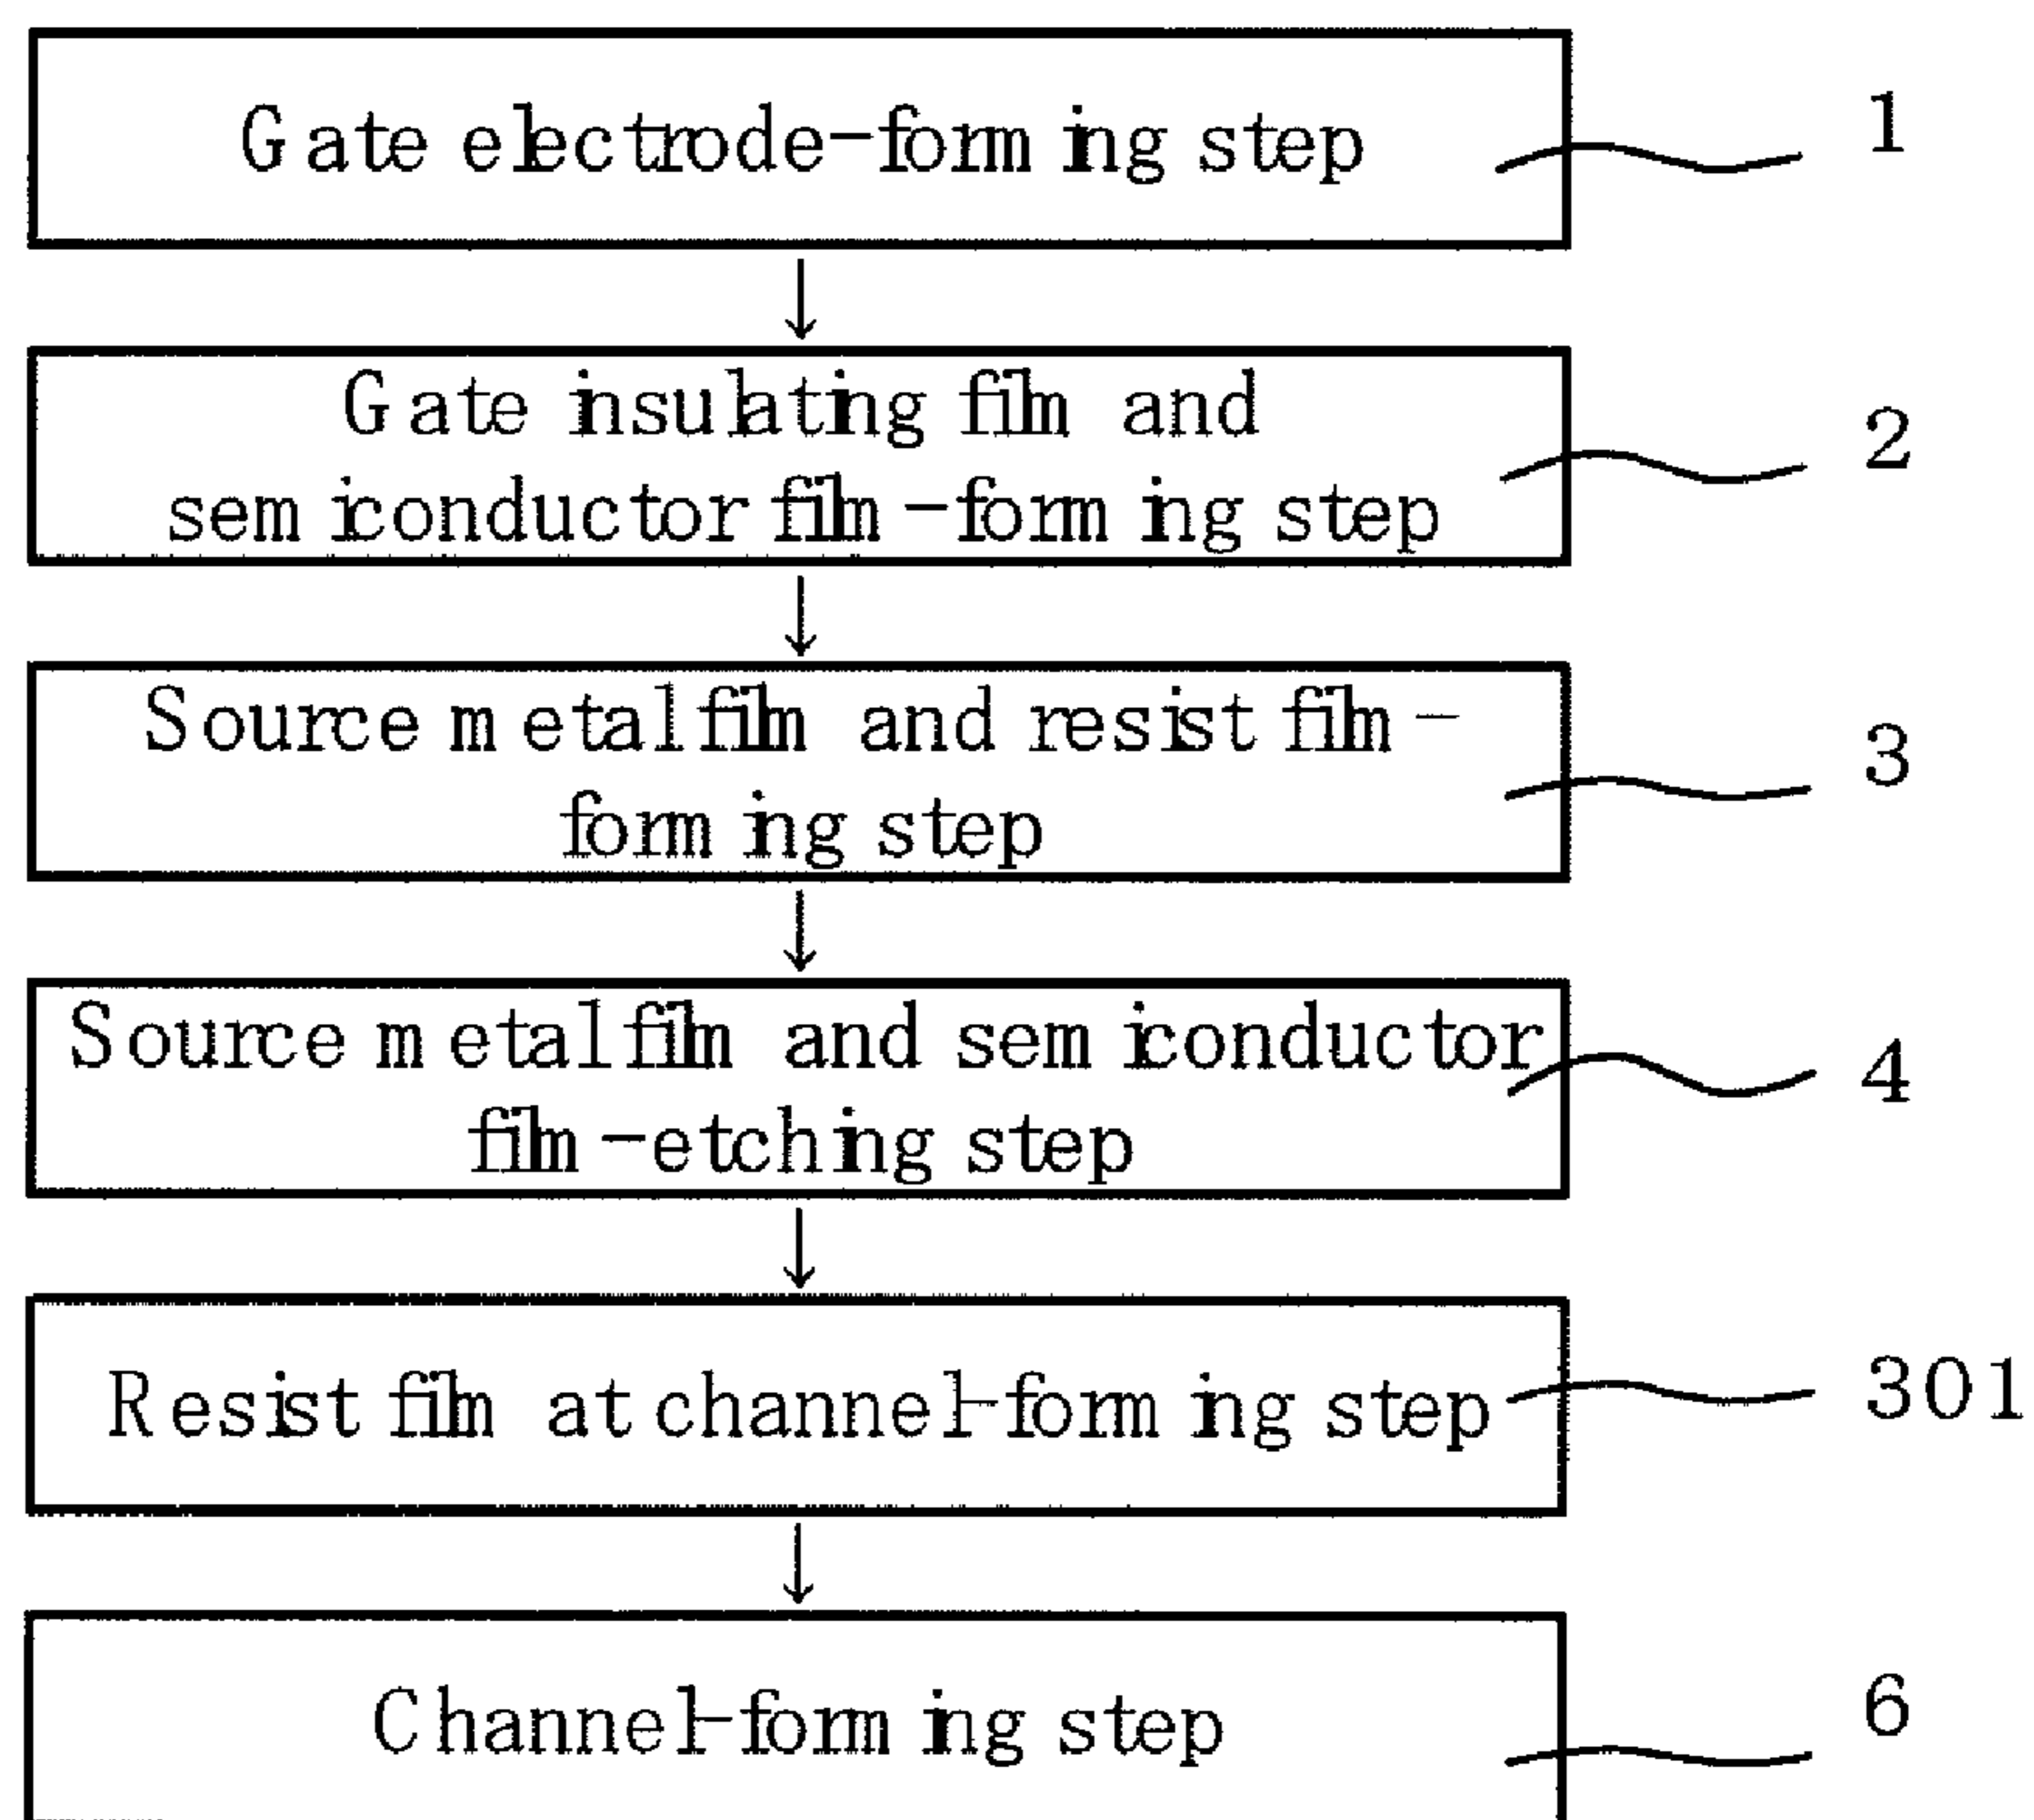 Gate electrode-forming step
1
Gate insulating film and
semiconductor film-forming step
2
Source metal film and resist film-
forming step
3
Source metal film and semiconductor
film-etching step
4
Resist film at channel-forming step
301
Channel-forming step
6